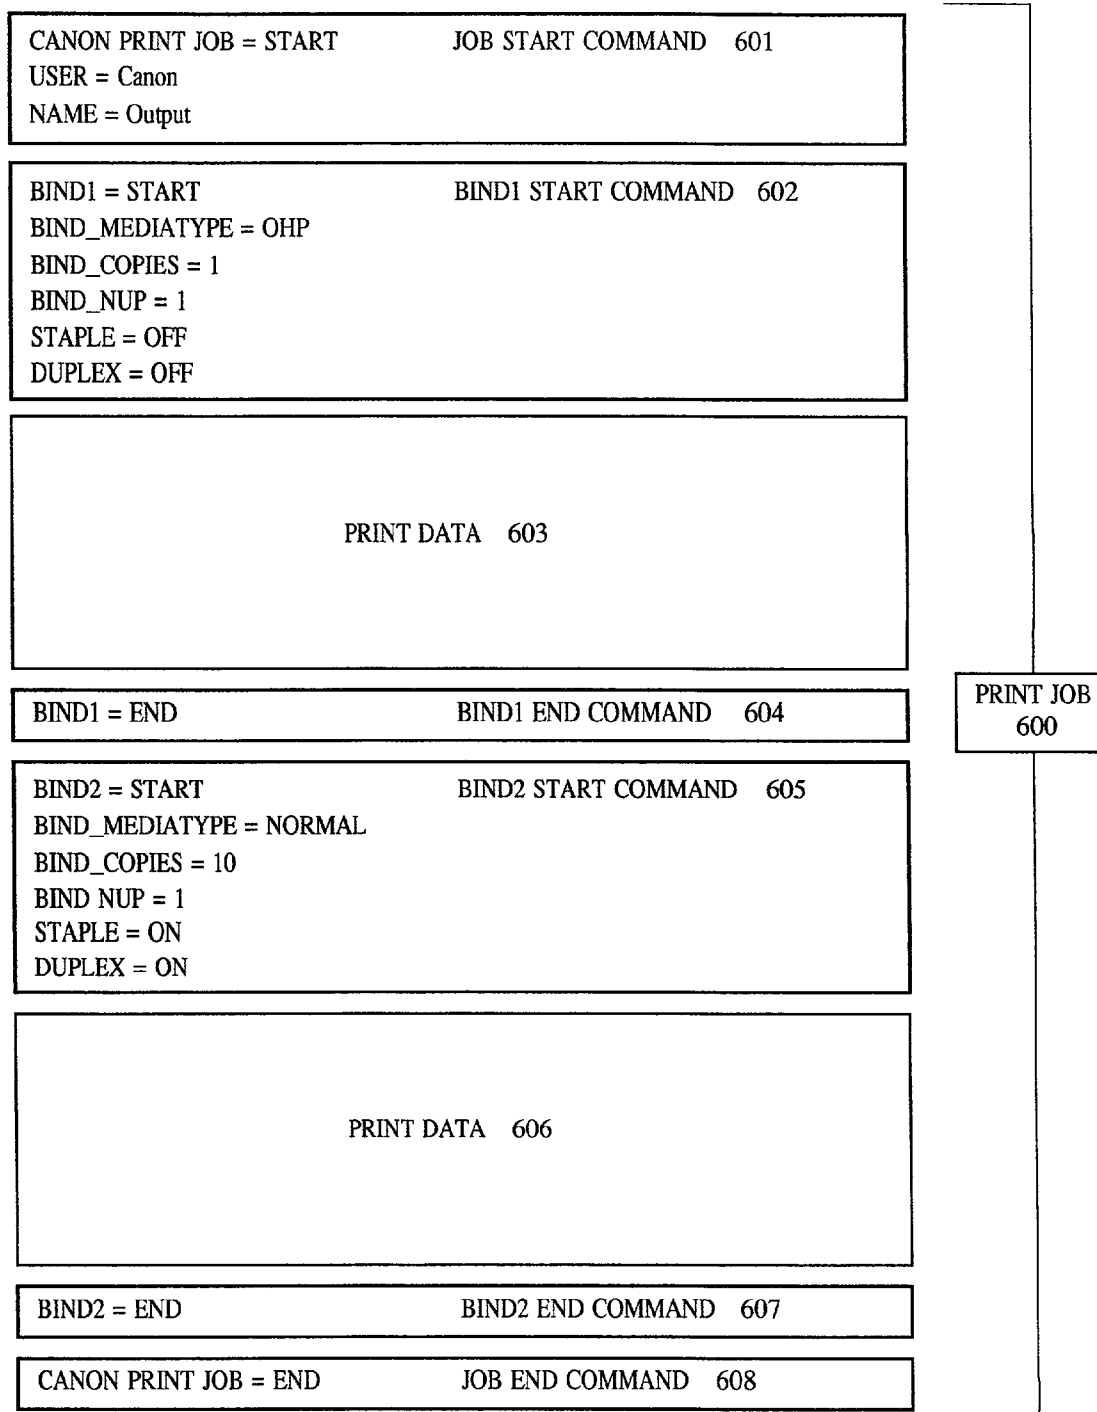 CANON PRINT JOB = START JOB START COMMAND 601
USER = Canon
NAME = Output
BIND1 = START BIND1 START COMMAND 602
BIND_MEDIATYPE = OHP
BIND_COPIES = 1
BIND_NUP = 1
STAPLE = OFF
DUPLEX = OFF
PRINT DATA 603
BIND1 = END BIND1 END COMMAND 604
PRINT JOB
600
BIND2 = START BIND2 START COMMAND 605
BIND_MEDIATYPE = NORMAL
BIND_COPIES = 10
BIND NUP = 1
STAPLE = ON
DUPLEX = ON
PRINT DATA 606
BIND2 = END BIND2 END COMMAND 607
CANON PRINT JOB = END JOB END COMMAND 608